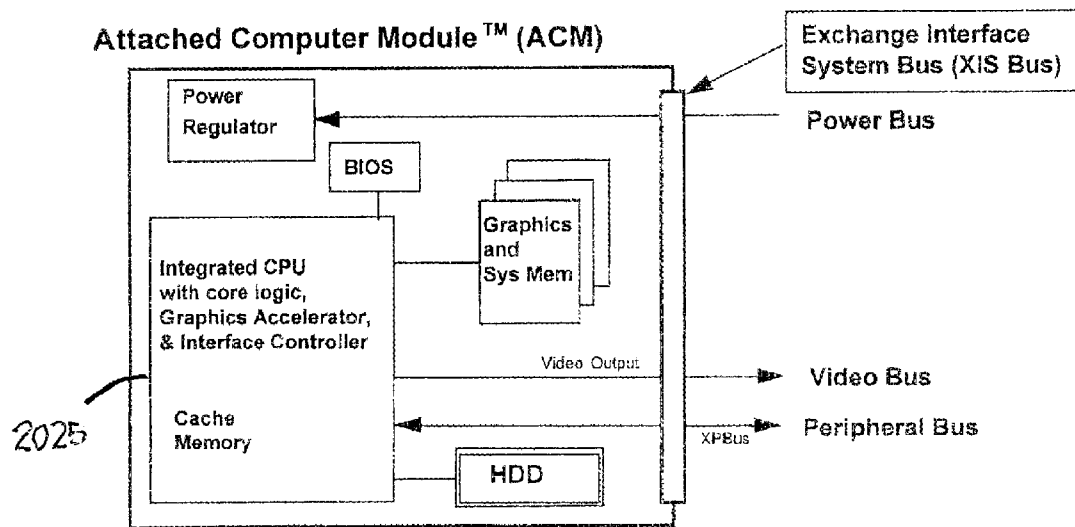 Attached Computer Module™ (ACM)
Exchange Interface
System Bus (XIS Bus)
Power
Regulator
Power Bus
BIOS
Graphics
and
Sys Mem
Integrated CPU
with core logic,
Graphics Accelerator,
& Interface Controller
Video Output
Video Bus
2025
Cache
Memory
XPBus
Peripheral Bus
HDD